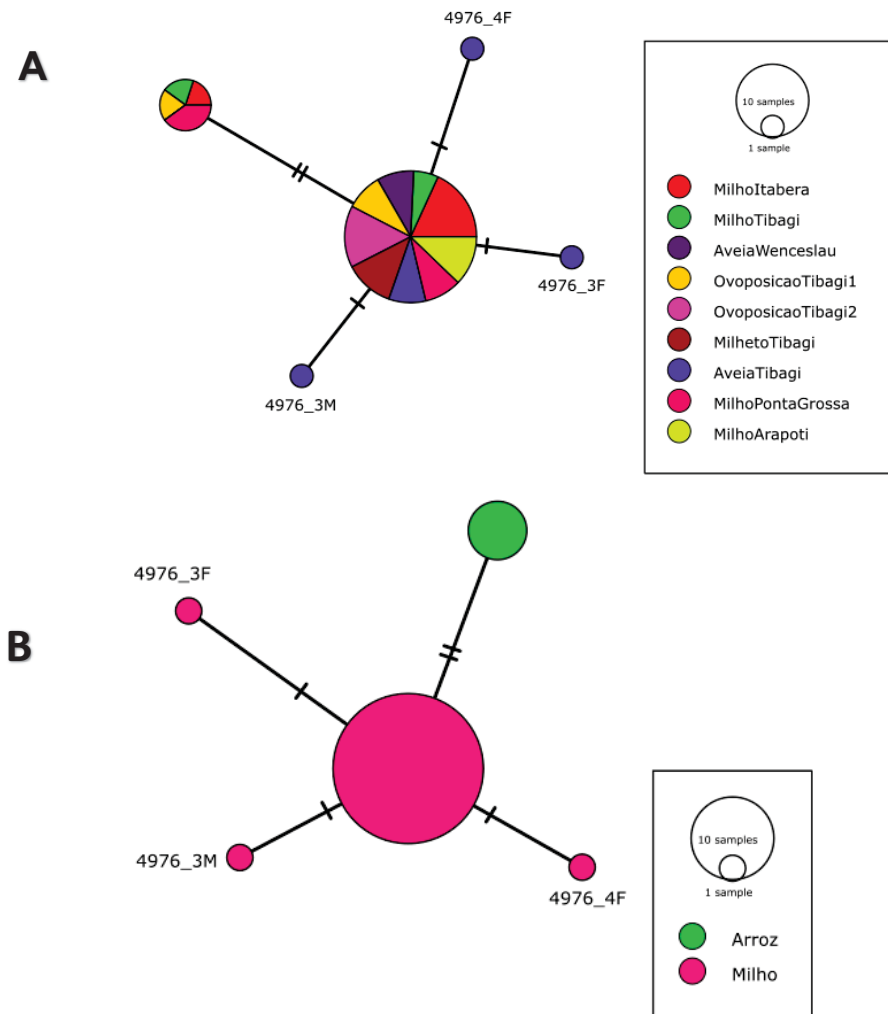 A
4976_4F
4976_3F
4976_3M
10 samples
1 sample
MilhoItabera
MilhoTibagi
AveiaWenceslau
OvoposicaoTibagi1
OvoposicaoTibagi2
MilhetoTibagi
AveiaTibagi
MilhoPontaGrossa
MilhoArapoti
B
4976_3F
4976_3M
4976_4F
10 samples
1 sample
Arroz
Milho